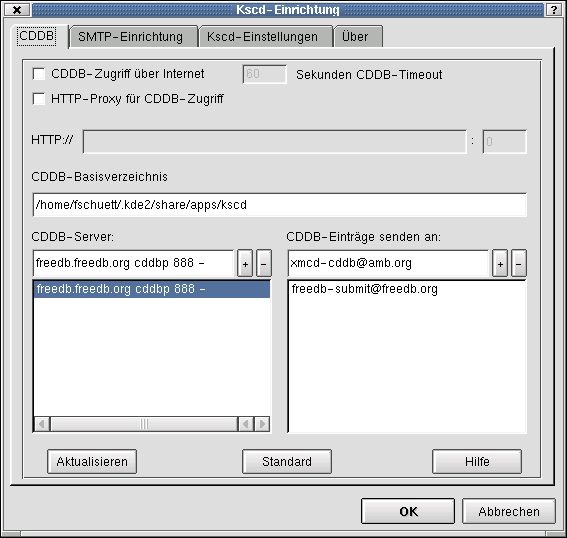 Kscd-Einrichtung
CDDB SMTP-Einrichtung Kscd-Einstellungen Über
CDDB-Zugriff über Internet 60 Sekunden CDDB-Timeout
HTTP-Proxy für CDDB-Zugriff
HTTP:// : 0
CDDB-Basisverzeichnis
/home/fschuett/.kde2/share/apps/kscd
CDDB-Server: CDDB-Einträge senden an:
freedb.freedb.org cddbp 888 - + - xmcd-cddb@amb.org + -
freedb.freedb.org cddbp 888 - freedb-submit@freedb.org
Aktualisieren Standard Hilfe
OK Abbrechen